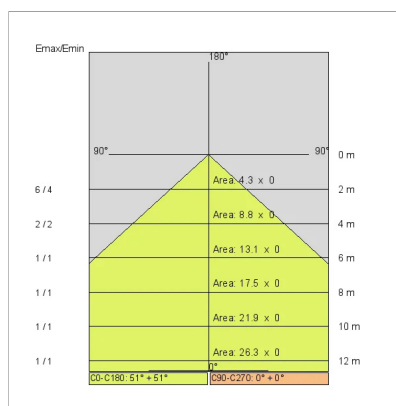 Emax/Emin
180°
90°
90°
0 m
Area: 4.3 x 0
6 / 4
2 m
Area: 8.8 x 0
2 / 2
4 m
Area: 13.1 x 0
1 / 1
6 m
Area: 17.5 x 0
1 / 1
8 m
Area: 21.9 x 0
1 / 1
10 m
Area: 26.3 x 0
1 / 1
12 m
0°
C0-C180: 51° + 51°
C90-C270: 0° + 0°